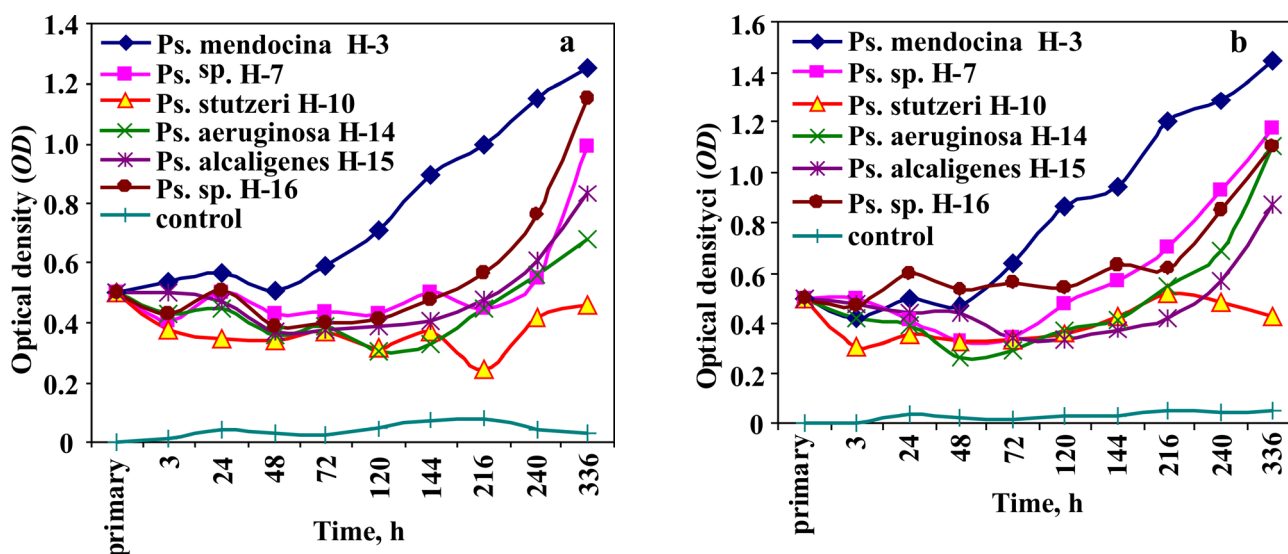 1.4
1.2
1.0
0.8
0.6
0.4
0.2
0
Optical density (OD)
Ps. mendocina H-3
Ps. sp. H-7
Ps. stutzeri H-10
Ps. aeruginosa H-14
Ps. alcaligenes H-15
Ps. sp. H-16
control
a
primary
3
24
48
72
120
144
216
240
336
Time, h
1.6
1.4
1.2
1.0
0.8
0.6
0.4
0.2
0.0
Optical densityci (OD)
Ps. mendocina H-3
Ps. sp. H-7
Ps. stutzeri H-10
Ps. aeruginosa H-14
Ps. alcaligenes H-15
Ps. sp. H-16
control
b
primary
3
24
48
72
120
144
216
240
336
Time, h